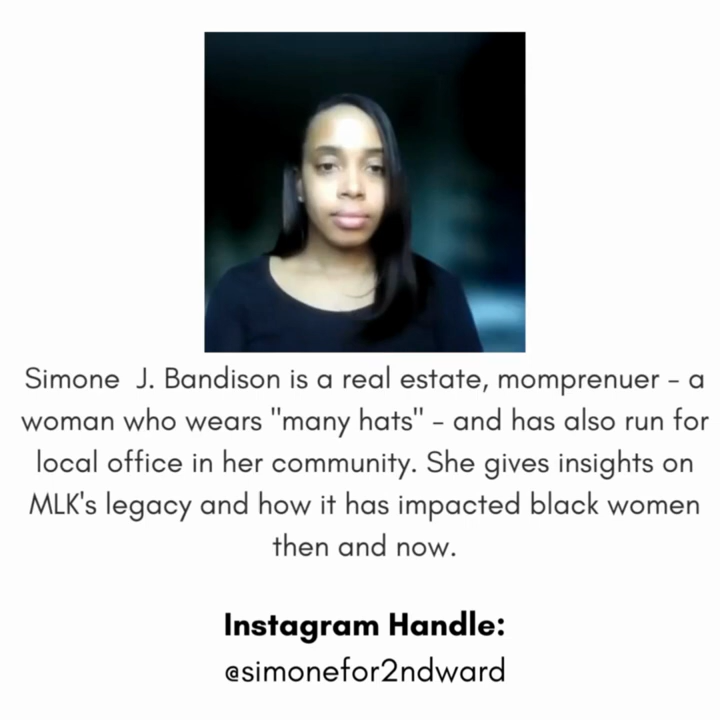 Simone J. Bandison is a real estate, momprenuer - a
woman who wears "many hats" - and has also run for
local office in her community. She gives insights on
MLK's legacy and how it has impacted black women
then and now.
Instagram Handle:
@simonefor2ndward